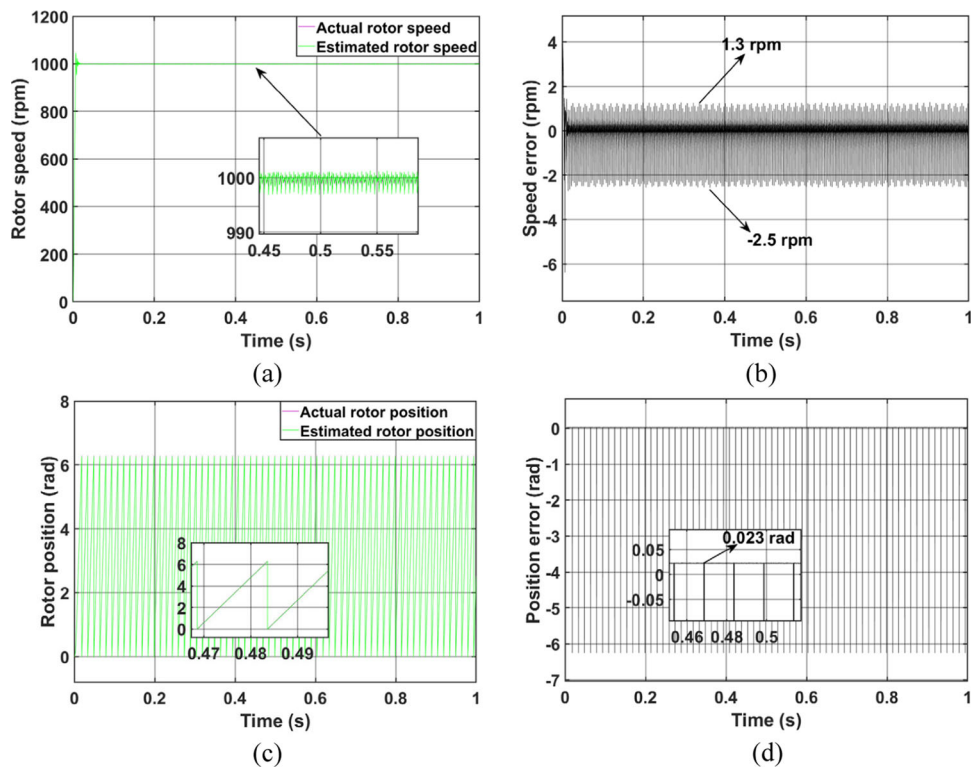 Actual rotor speed
Estimated rotor speed
Rotor speed (rpm)
1200
1000
800
600
400
200
0
1000
990
0.45 0.5 0.55
0 0.2 0.4 0.6 0.8 1
Time (s)
(a)
Speed error (rpm)
4
2
0
-2
-4
-6
1.3 rpm
-2.5 rpm
0 0.2 0.4 0.6 0.8 1
Time (s)
(b)
Actual rotor position
Estimated rotor position
Rotor position (rad)
8
6
4
2
0
8
6
4
2
0
0.47 0.48 0.49
0 0.2 0.4 0.6 0.8 1
Time (s)
(c)
Position error (rad)
0
-1
-2
-3
-4
-5
-6
-7
0.023 rad
0.05
0
-0.05
0.46 0.48 0.5
0 0.2 0.4 0.6 0.8 1
Time (s)
(d)